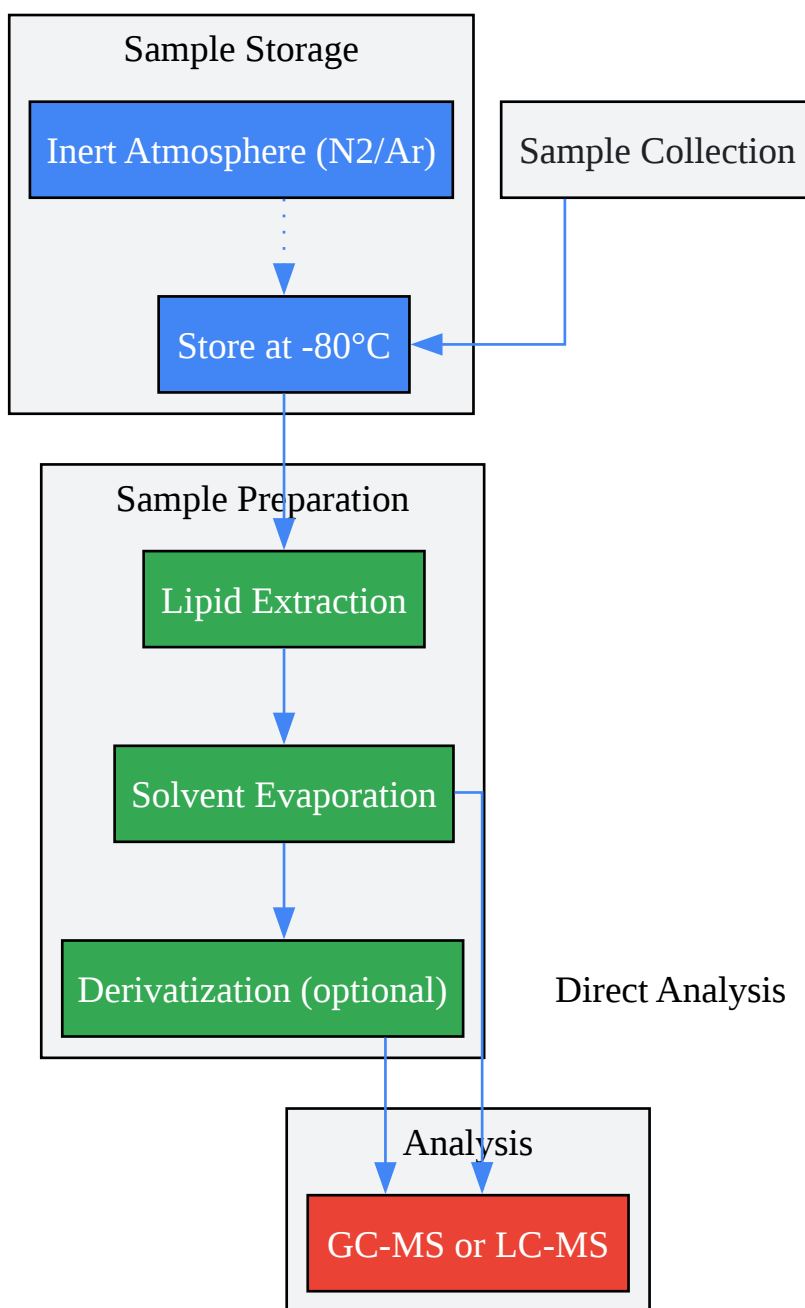 Sample Storage
Inert Atmosphere (N2/Ar)
Sample Collection
Store at -80°C
Sample Preparation
Lipid Extraction
Solvent Evaporation
Derivatization (optional)
Direct Analysis
Analysis
GC-MS or LC-MS